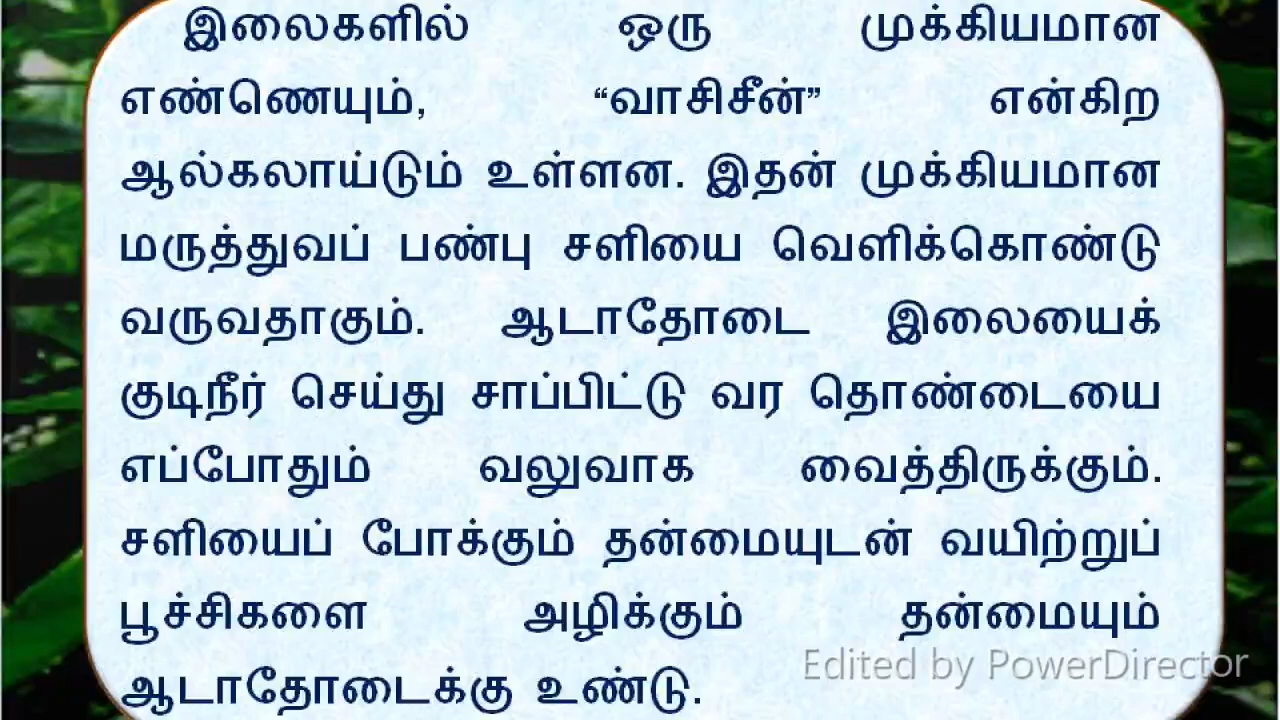 இலைகளில் ஒரு முக்கியமான
எண்ணெயும், “வாசிசீன்” என்கிற
ஆல்கலாய்டும் உள்ளன. இதன் முக்கியமான
மருத்துவப் பண்பு சளியை வெளிக்கொண்டு
வருவதாகும். ஆடாதோடை இலையைக்
குடிநீர் செய்து சாப்பிட்டு வர தொண்டையை
எப்போதும் வலுவாக வைத்திருக்கும்.
சளியைப் போக்கும் தன்மையுடன் வயிற்றுப்
பூச்சிகளை அழிக்கும் தன்மையும்
Edited by PowerDirector
ஆடாதோடைக்கு உண்டு.